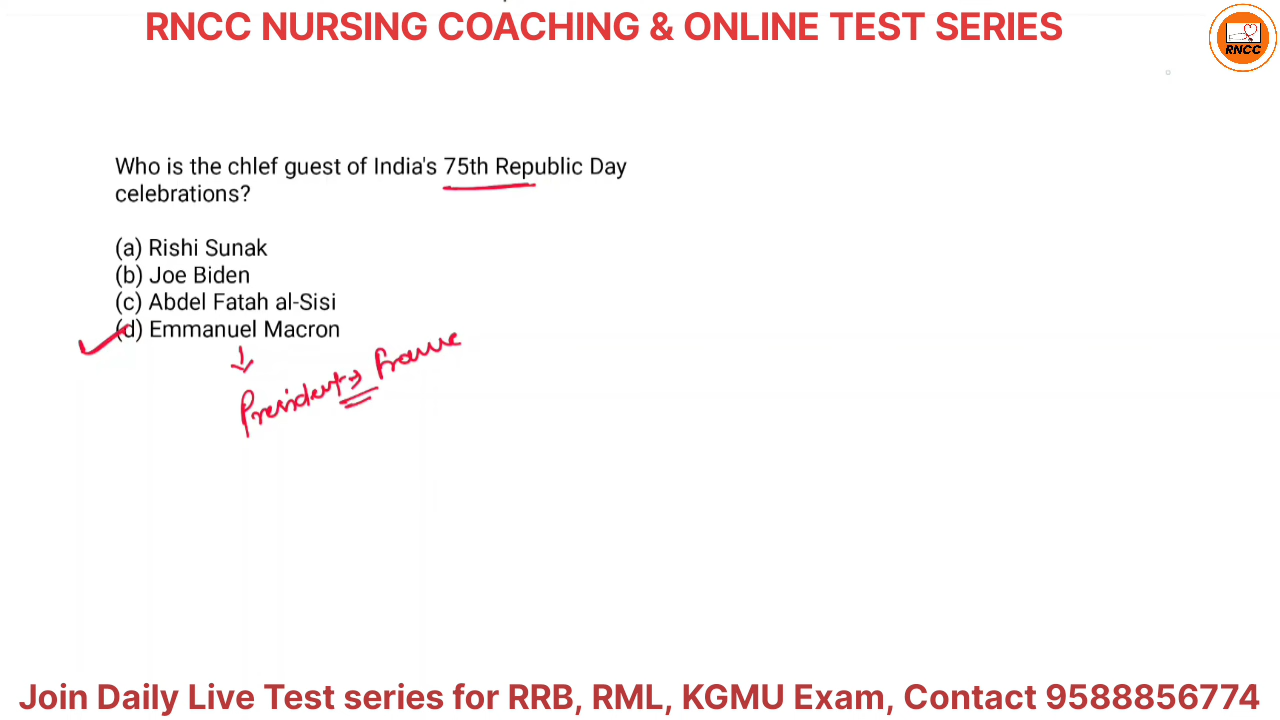 RNCC NURSING COACHING & ONLINE TEST SERIES
RNCC
Who is the chlef guest of India's 75th Republic Day
celebrations?
(a) Rishi Sunak
(b) Joe Biden
(c) Abdel Fatah al-Sisi
(d) Emmanuel Macron
President → France
Join Daily Live Test series for RRB, RML, KGMU Exam, Contact 9588856774